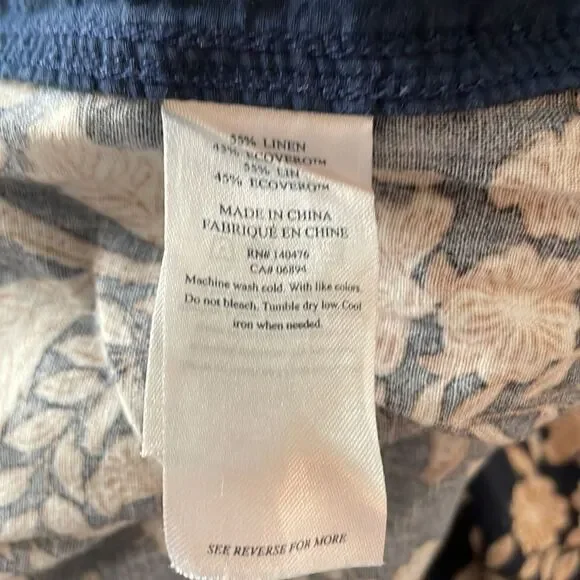 55% LINEN
45% ECOVERO™
55% LIN
45% ECOVERO™
MADE IN CHINA
FABRIQUÉ EN CHINE
RN# 140476
CA# 06894
Machine wash cold. With like colors.
Do not bleach. Tumble dry low. Cool
iron when needed.
SEE REVERSE FOR MORE